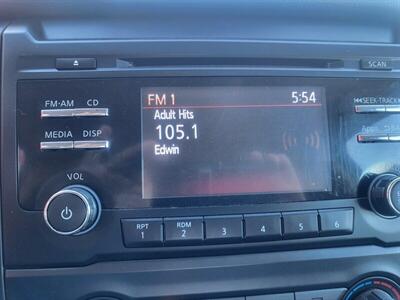 SCAN
FM·AM CD
MEDIA DISP
FM 1 5:54
Adult Hits
105.1
Edwin
SEEK·TRACK
Apps
VOL
RPT 1
RDM 2
3
4
5
6